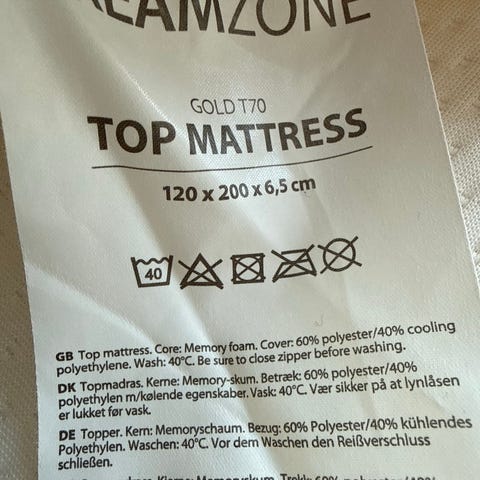 GOLD T70
TOP MATTRESS
120 x 200 x 6,5 cm
40
GB Top mattress. Core: Memory foam. Cover: 60% polyester/40% cooling
polyethylene. Wash: 40°C. Be sure to close zipper before washing.
DK Topmadras. Kerne: Memory-skum. Betræk: 60% polyester/40%
polyethylen m/kølende egenskaber. Vask: 40°C. Vær sikker på at lynlåsen
er lukket før vask.
DE Topper. Kern: Memoryschaum. Bezug: 60% Polyester/40% kühlendes
Polyethylen. Waschen: 40°C. Vor dem Waschen den Reißverschluss
schließen.